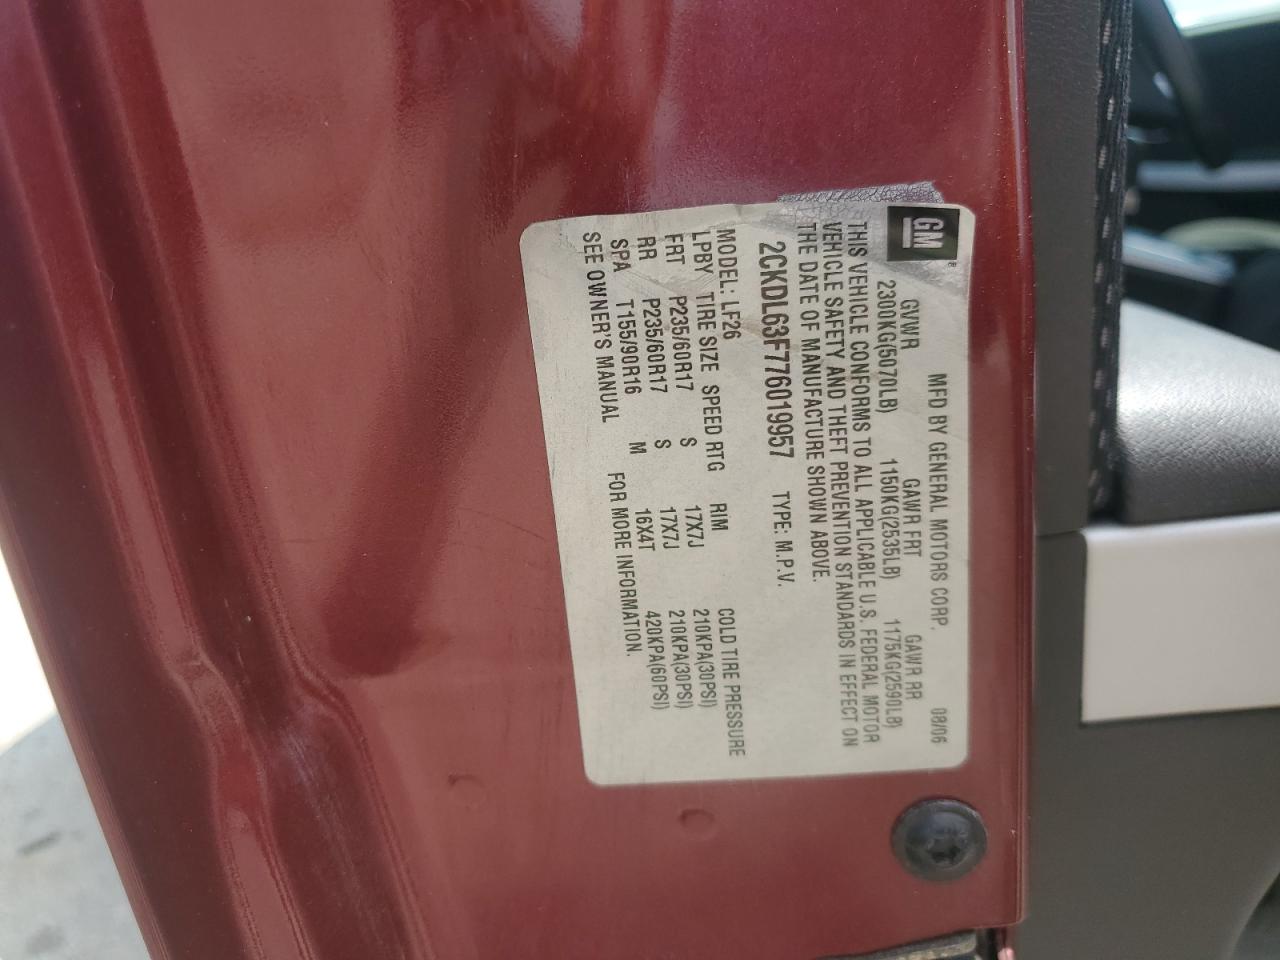 GM MFD BY GENERAL MOTORS CORP. 08/06
GVWR GAWR FRT GAWR RR
2300KG(5070LB) 1150KG(2535LB) 1175KG(2590LB)
THIS VEHICLE CONFORMS TO ALL APPLICABLE U.S. FEDERAL MOTOR
VEHICLE SAFETY AND THEFT PREVENTION STANDARDS IN EFFECT ON
THE DATE OF MANUFACTURE SHOWN ABOVE.
2CKDL63F776019957 TYPE: M.P.V.
MODEL: LF26
LPBY TIRE SIZE SPEED RTG RIM COLD TIRE PRESSURE
FRT P235/60R17 S 17X7J 210KPA(30PSI)
RR P235/60R17 S 17X7J 210KPA(30PSI)
SPA T155/90R16 M 16X4T 420KPA(60PSI)
SEE OWNER'S MANUAL FOR MORE INFORMATION.